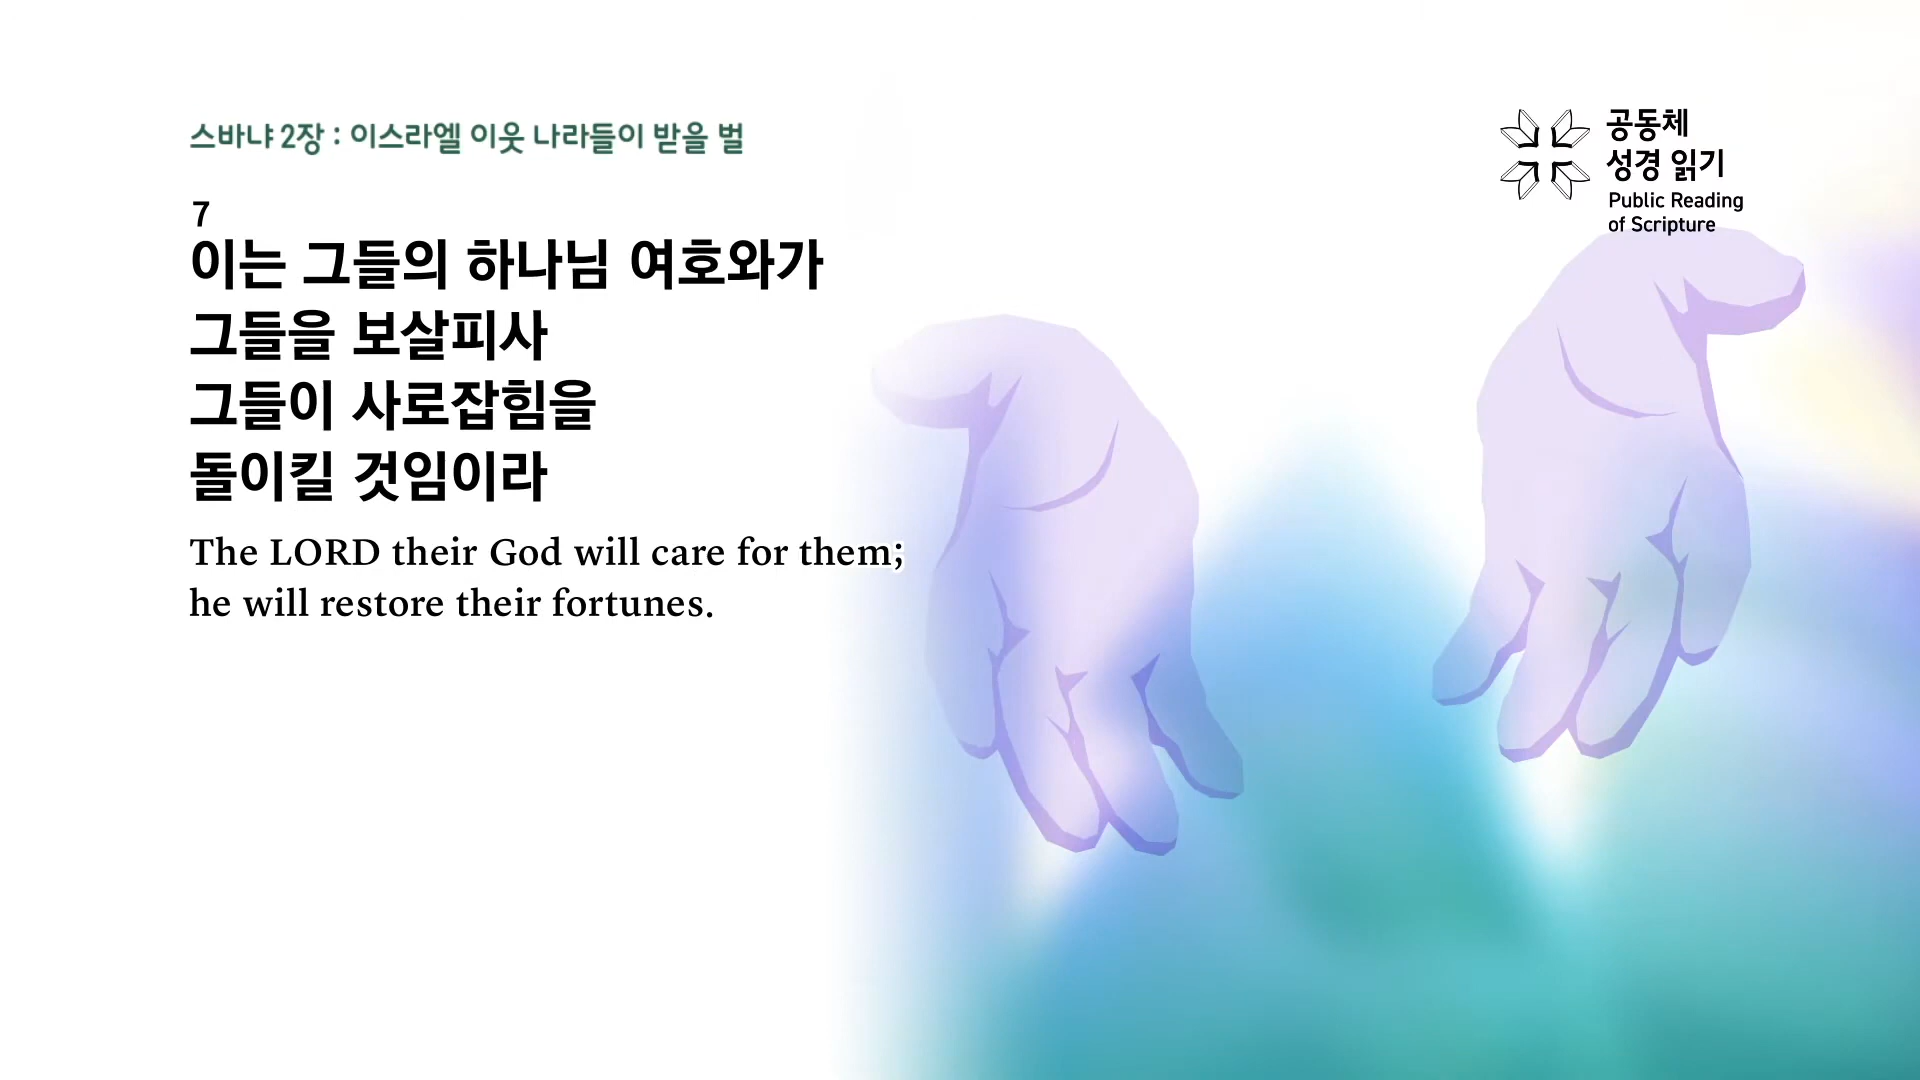 스바냐 2장 : 이스라엘 이웃 나라들이 받을 벌
공동체
성경 읽기
Public Reading
of Scripture
7
이는 그들의 하나님 여호와가
그들을 보살피사
그들이 사로잡힘을
돌이킬 것임이라
The LORD their God will care for them;
he will restore their fortunes.